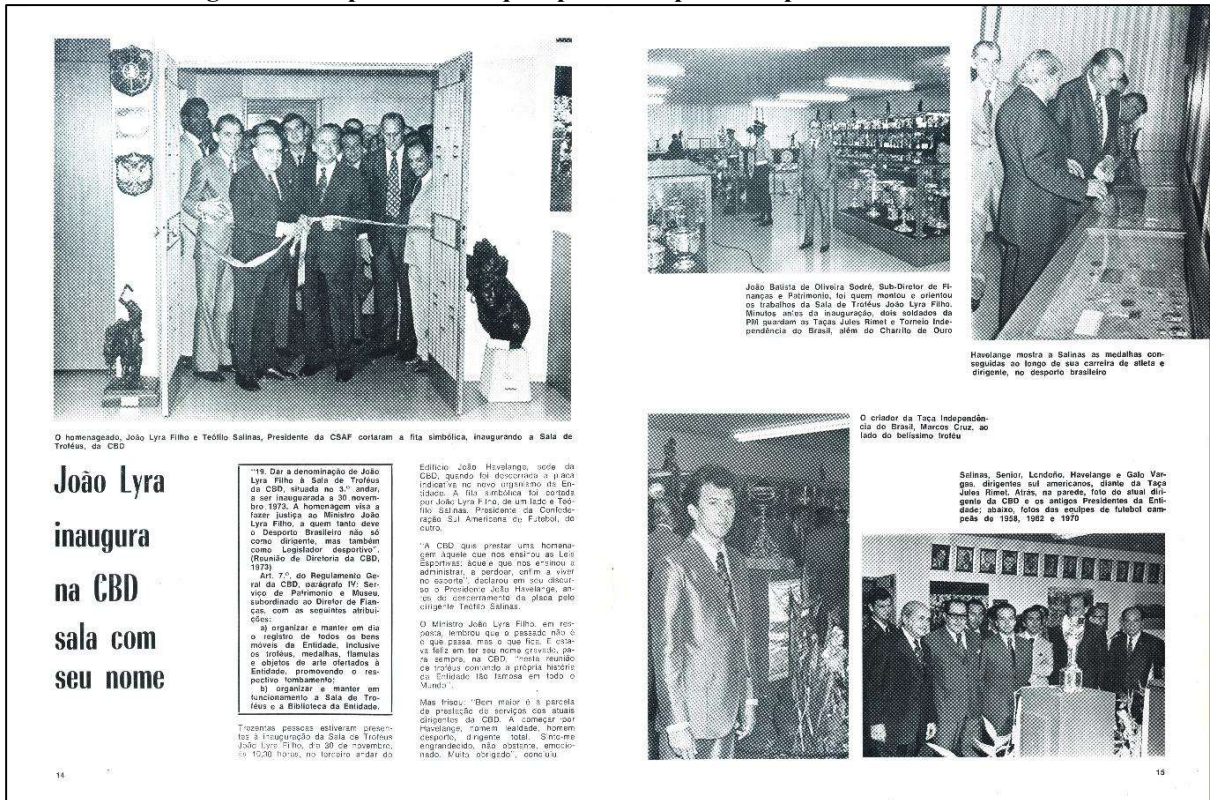 O homenageado, João Lyra Filho e Teófilo Salinas, Presidente da CSAF cortaram a fita simbólica, inaugurando a Sala de
Troféus, da CBD
João Lyra
inaugura
na CBD
sala com
seu nome
"19. Dar a denominação de João
Lyra Filho à Sala de Troféus
da CBD, situada no 3.º andar,
a ser inauguarada a 30 novem-
bro.1973. A homenagem visa a
fazer justiça ao Ministro João
Lyra Filho, a quem tanto deve
o Desporto Brasileiro não só
como dirigente, mas também
como Legislador desportivo".
(Reunião de Diretoria da CBD,
1973)
Art. 7.º, do Regulamento Ge-
ral da CBD, parágrafo IV: Ser-
viço de Patrimonio e Museu,
subordinado ao Diretor de Fian-
ças, com as seguintes atribui-
ções:
a) organizar e manter em dia
o registro de todos os bens
móveis da Entidade, inclusive
os troféus, medalhas, flamulas
e objetos de arte ofertados à
Entidade, promovendo o res-
pectivo tombamento;
b) organizar e manter em
funcionamento a Sala de Tro-
féus e a Biblioteca da Entidade.
Trezentas pessoas estiveram presen-
tes à inauguração da Sala de Troféus
João Lyra Filho, dia 30 de novembro,
às 10,30 horas, no terceiro andar do
14
Edifício João Havelange, sede da
CBD, quando foi descerrada a placa
indicativa no novo organismo da En-
tidade. A fita simbólica foi cortada
por João Lyra Filho, de um lado e Teó-
filo Salinas, Presidente da Confede-
ração Sul Americana de Futebol, do
outro.
"A CBD quis prestar uma homena-
gem àquele que nos ensinou as Leis
Esportivas; àquele que nos ensinou a
administrar, a perdoar, enfim a viver
no esporte", declarou em seu discur-
so o Presidente João Havelange, an-
tes do descerramento da placa pelo
dirigente Teófilo Salinas.
O Ministro João Lyra Filho, em res-
posta, lembrou que o passado não é
o que passa, mas o que fica. E esta-
va feliz em ter seu nome gravado, pa-
ra sempre, na CBD, "nesta reunião
de troféus contando a própria história
da Entidade tão famosa em todo o
Mundo".
Mas frisou: "Bem maior é a parcela
de prestação de serviços dos atuais
dirigentes da CBD. A começar por
Havelange, homem lealdade, homem
desporto, dirigente total. Sinto-me
engrandecido, não obstante, emocio-
nado. Muito obrigado", concluiu.
João Batista de Oliveira Sodré, Sub-Diretor de Fi-
nanças e Patrimonio, foi quem montou e orientou
os trabalhos da Sala de Troféus João Lyra Filho.
Minutos antes da inauguração, dois soldados da
PM guardam as Taças Jules Rimet e Torneio Inde-
pendência do Brasil, além do Charrito de Ouro
Havelange mostra a Salinas as medalhas con-
seguidas ao longo de sua carreira de atleta e
dirigente, no desporto brasileiro
O criador da Taça Independên-
cia do Brasil, Marcos Cruz, ao
lado do belíssimo troféu
Salinas, Senior, Londoño, Havelange e Galo Var-
gas, dirigentes sul americanos, diante da Taça
Jules Rimet. Atrás, na parede, foto do atual diri-
gente da CBD e os antigos Presidentes da Enti-
dade; abaixo, fotos das equipes de futebol cam-
peãs de 1958, 1962 e 1970
15